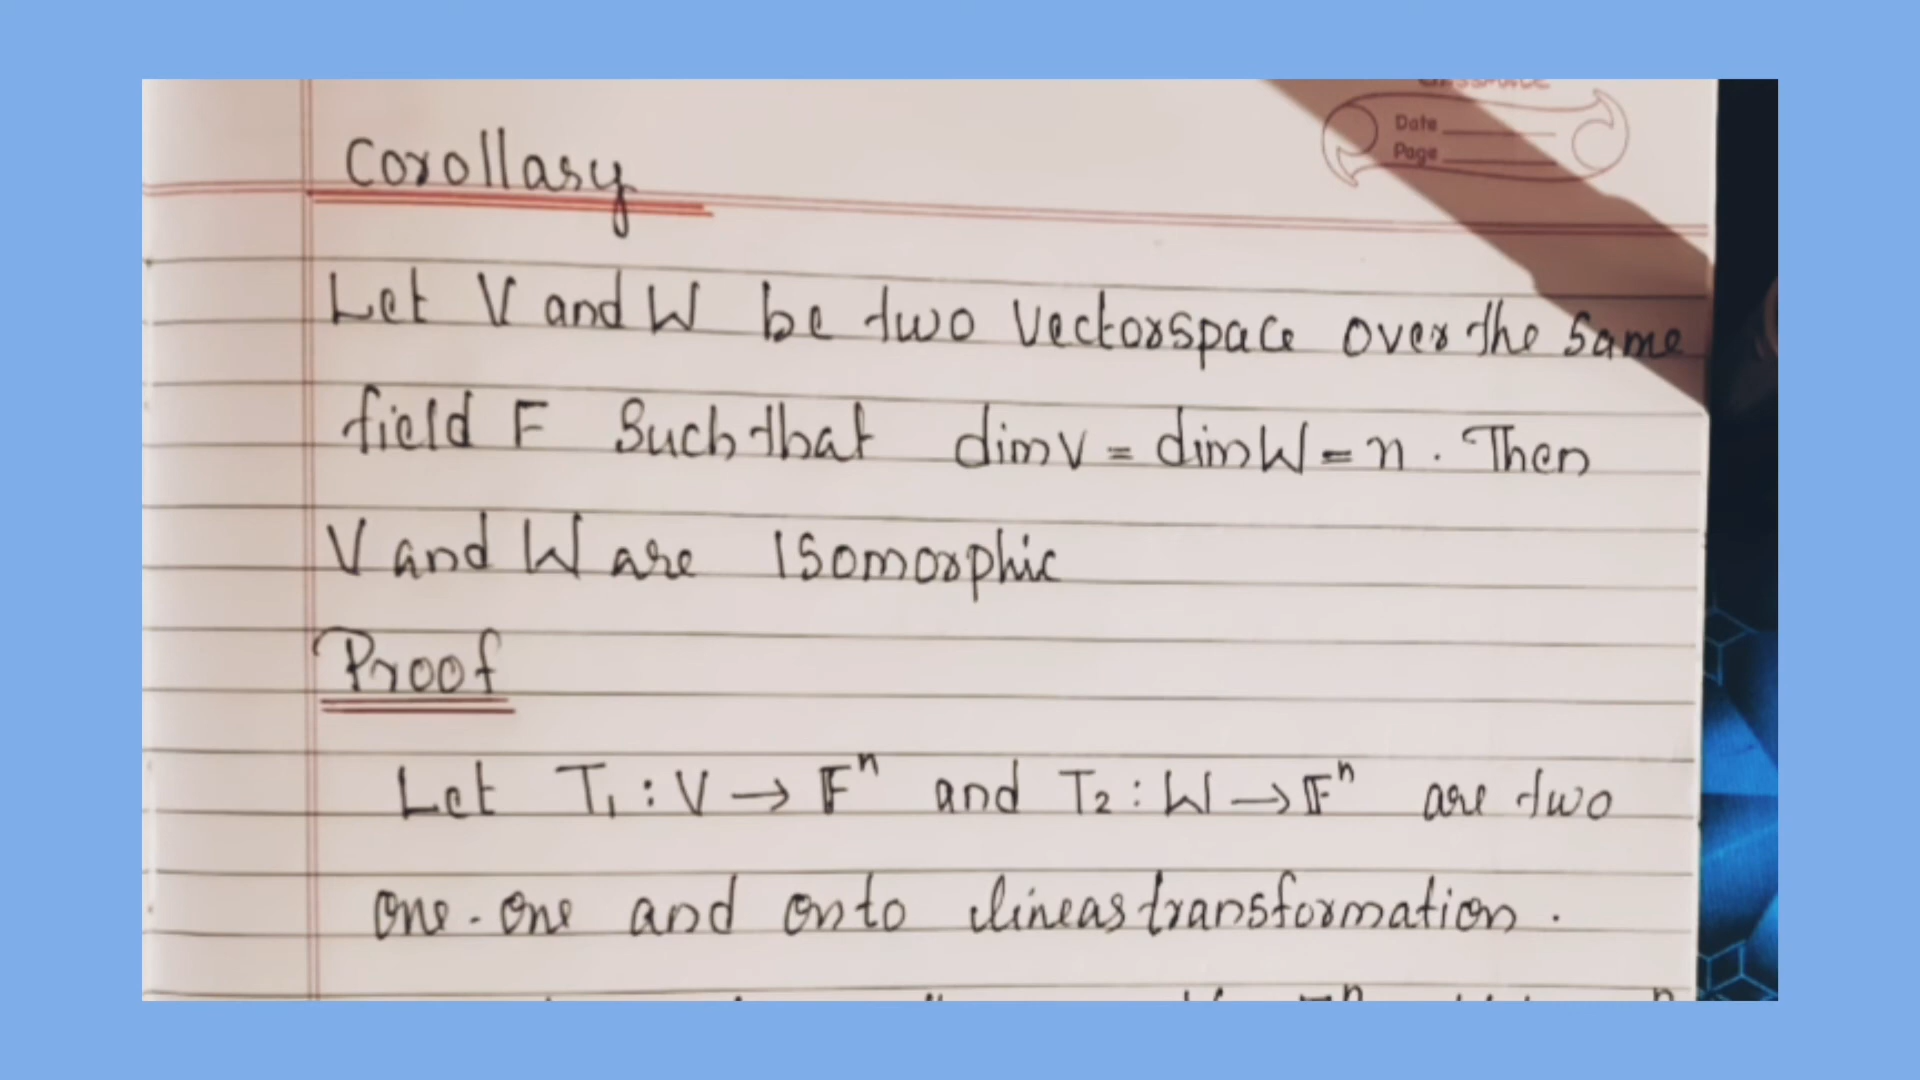 Date
Page
Corollary
Let V and W be two vectorspace over the same
field F Such that dim V = dim W = n . Then
V and W are Isomorphic
Proof
Let T₁ : V → Fⁿ and T₂ : W → Fⁿ are two
one-one and onto linear transformation .